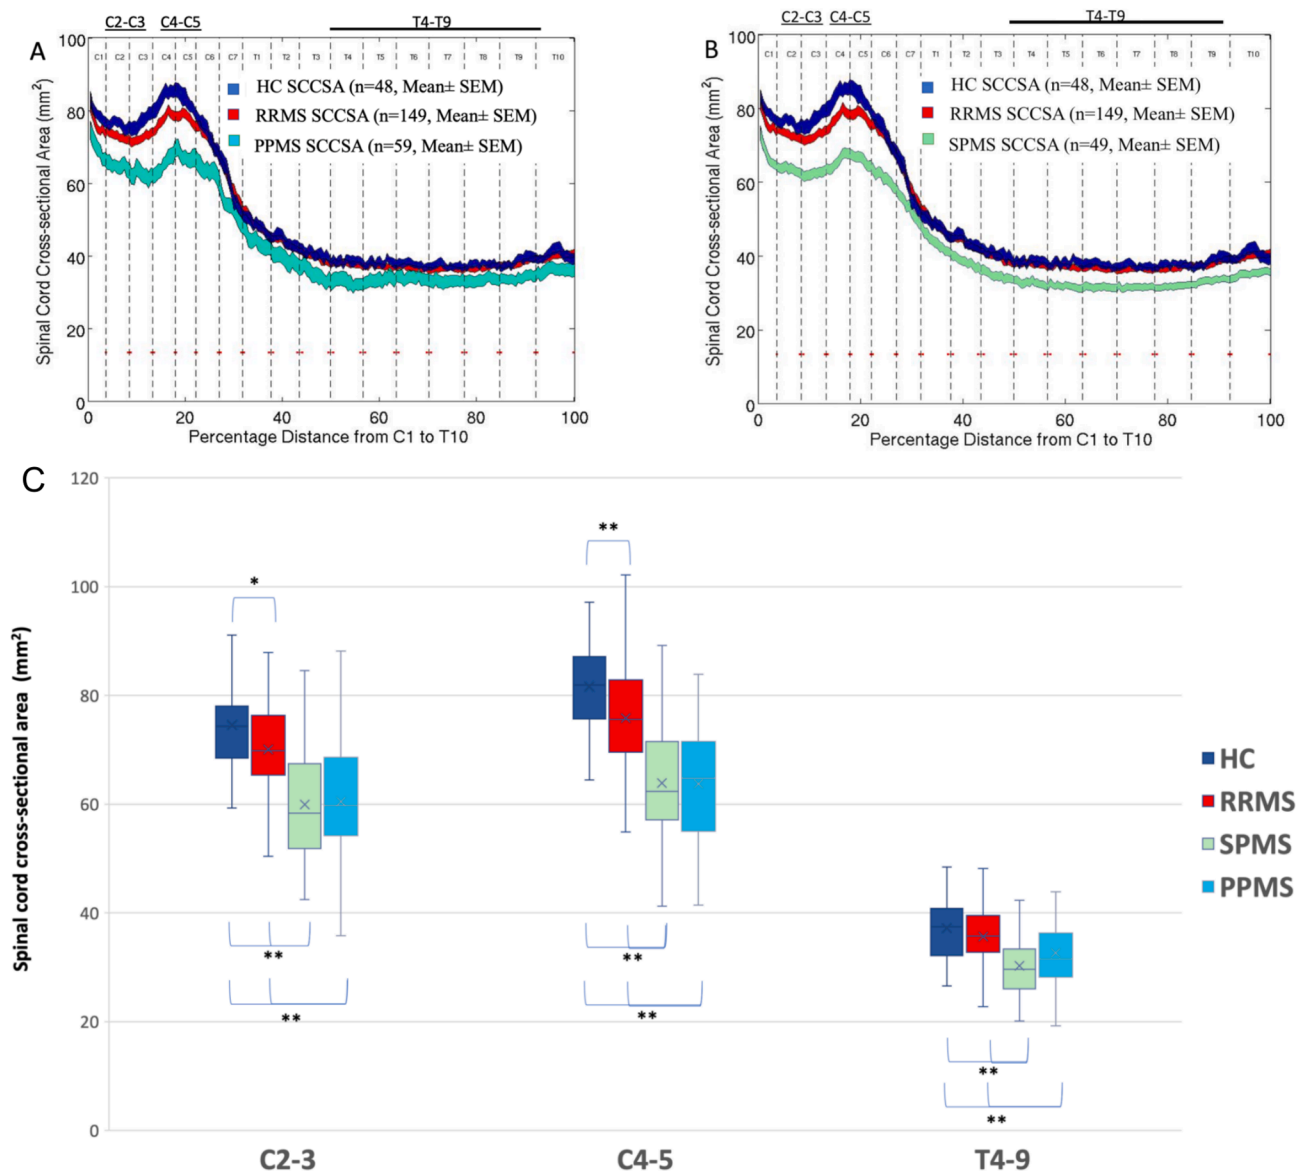 C2-C3 C4-C5 T4-T9
A
100
80
60
40
20
0
C1 C2 C3 C4 C5 C6 C7 T1 T2 T3 T4 T5 T6 T7 T8 T9 T10
HC SCCSA (n=48, Mean± SEM)
RRMS SCCSA (n=149, Mean± SEM)
PPMS SCCSA (n=59, Mean± SEM)
Spinal Cord Cross-sectional Area (mm²)
0 20 40 60 80 100
Percentage Distance from C1 to T10
C2-C3 C4-C5 T4-T9
B
100
80
60
40
20
0
C1 C2 C3 C4 C5 C6 C7 T1 T2 T3 T4 T5 T6 T7 T8 T9 T10
HC SCCSA (n=48, Mean± SEM)
RRMS SCCSA (n=149, Mean± SEM)
SPMS SCCSA (n=49, Mean± SEM)
Spinal Cord Cross-sectional Area (mm²)
0 20 40 60 80 100
Percentage Distance from C1 to T10
C
120
100
80
60
40
20
0
Spinal cord cross-sectional area (mm²)
*
**
**
**
**
**
**
**
HC
RRMS
SPMS
PPMS
C2-3 C4-5 T4-9